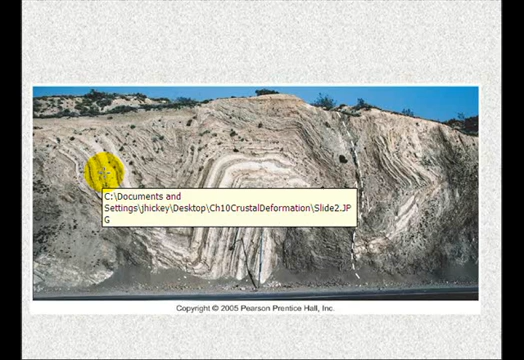 C:\Documents and
Settings\jhickey\Desktop\Ch10CrustalDeformation\Slide2.JP
G
Copyright © 2005 Pearson Prentice Hall, Inc.